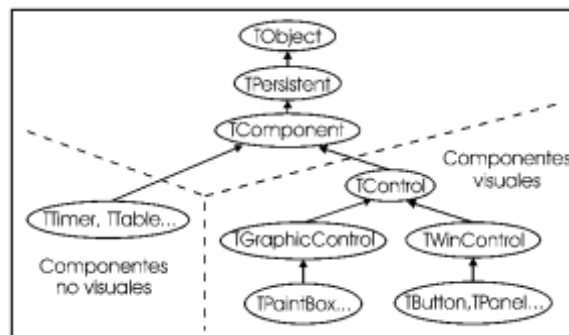 TObject
TPersistent
TComponent
Componentes
visuales
TControl
TTimer, TTable...
TGraphicControl
TWinControl
Componentes
no visuales
TPaintBox...
TButton,TPanel...